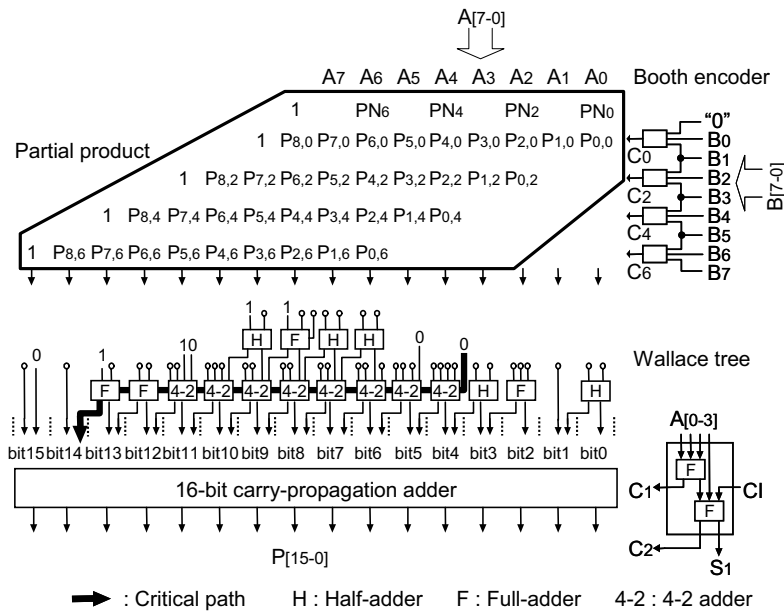 A[7-0]
A7 A6 A5 A4 A3 A2 A1 A0 Booth encoder
1 PN6 PN4 PN2 PN0 "0"
Partial product 1 P8,0 P7,0 P6,0 P5,0 P4,0 P3,0 P2,0 P1,0 P0,0 B0
C0 B1
1 P8,2 P7,2 P6,2 P5,2 P4,2 P3,2 P2,2 P1,2 P0,2 B2
C2 B3 B[7-0]
1 P8,4 P7,4 P6,4 P5,4 P4,4 P3,4 P2,4 P1,4 P0,4 B4
C4 B5
1 P8,6 P7,6 P6,6 P5,6 P4,6 P3,6 P2,6 P1,6 P0,6 B6
C6 B7
1 1
H F H H
0 1 10 0 0 Wallace tree
F F 4-2 4-2 4-2 4-2 4-2 4-2 4-2 4-2 H F H
bit15 bit14 bit13 bit12 bit11 bit10 bit9 bit8 bit7 bit6 bit5 bit4 bit3 bit2 bit1 bit0
16-bit carry-propagation adder
P[15-0]
A[0-3]
F
C1 CI
F
C2
S1
: Critical path H : Half-adder F : Full-adder 4-2 : 4-2 adder